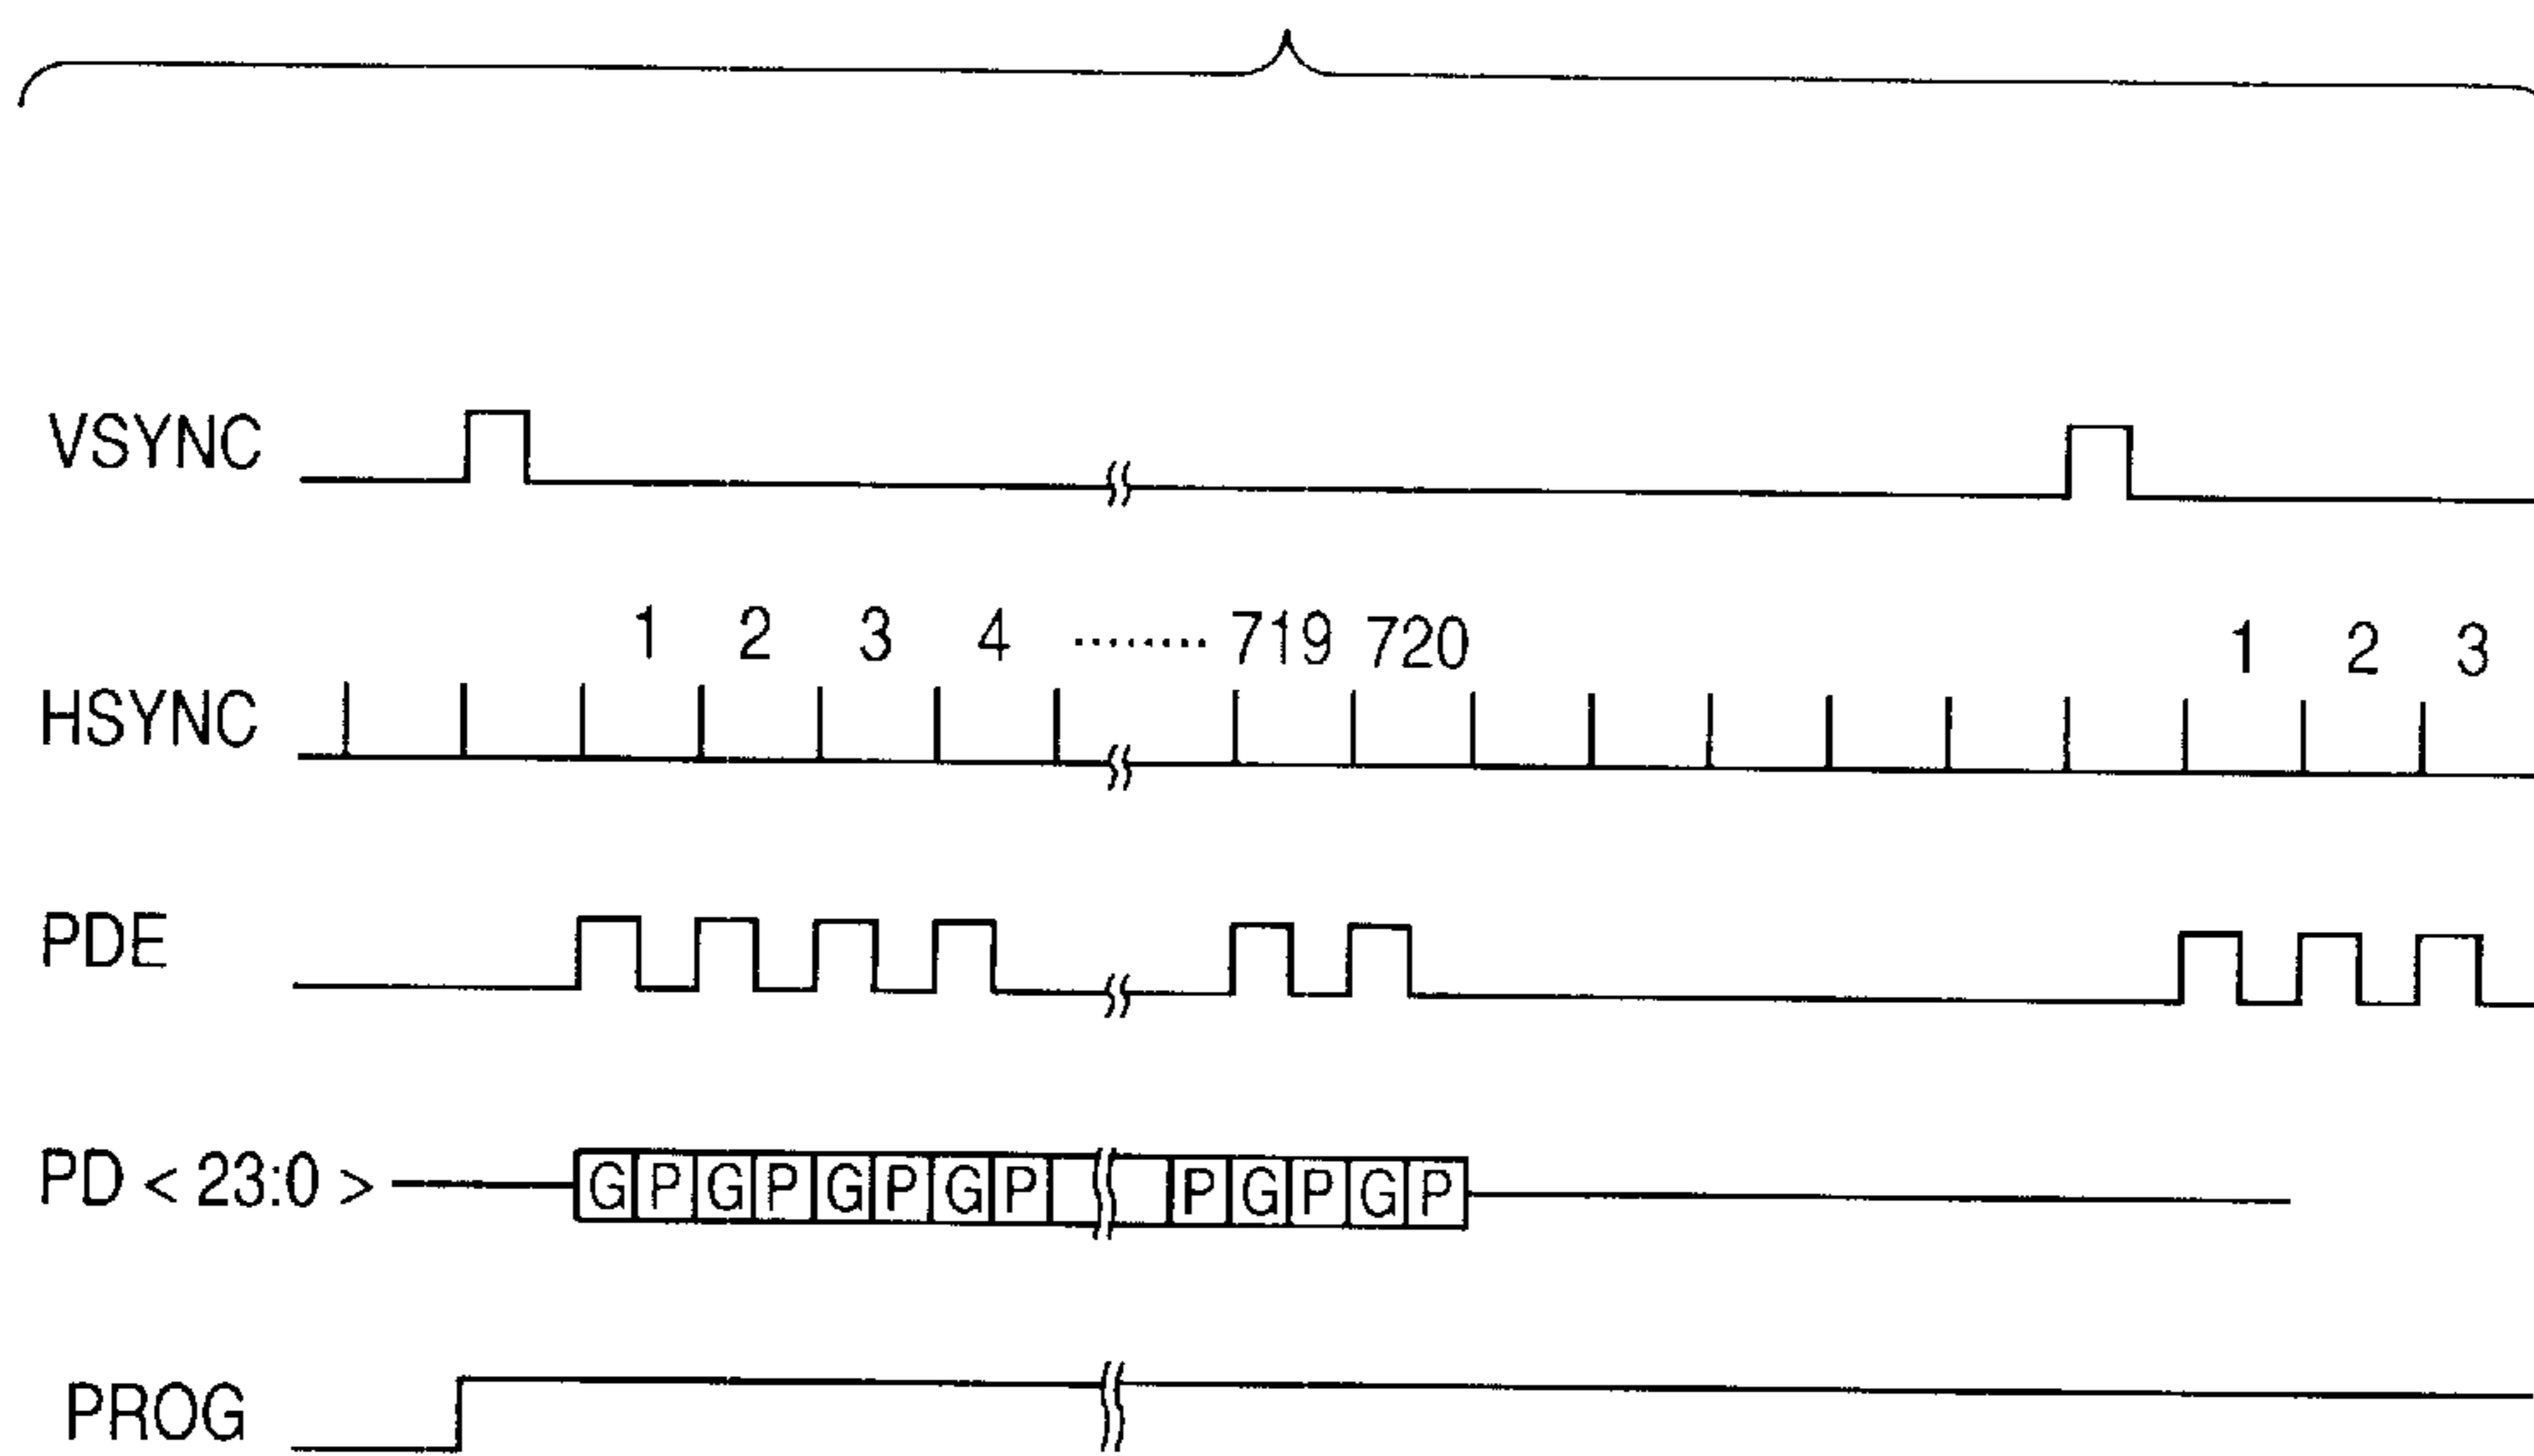 VSYNC
1 2 3 4 ........ 719 720 1 2 3
HSYNC
PDE
PD < 23:0 > G P G P G P G P P G P G P
PROG